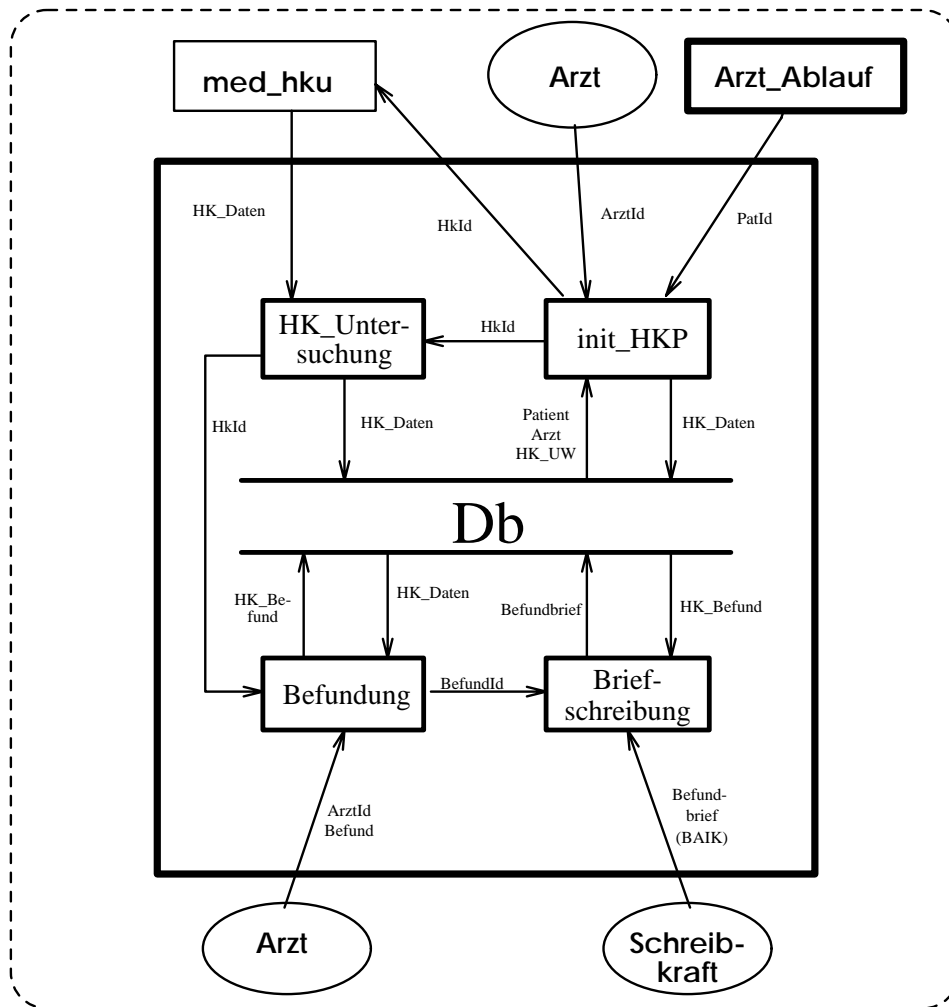 med_hku
Arzt
Arzt_Ablauf
HK_Daten
HkId
ArztId
PatId
HK_Unter-
suchung
HkId
init_HKP
HkId
HK_Daten
Patient
Arzt
HK_UW
HK_Daten
Db
HK_Be-
fund
HK_Daten
Befundbrief
HK_Befund
Befundung
BefundId
Brief-
schreibung
ArztId
Befund
Befund-
brief
(BAIK)
Arzt
Schreib-
kraft